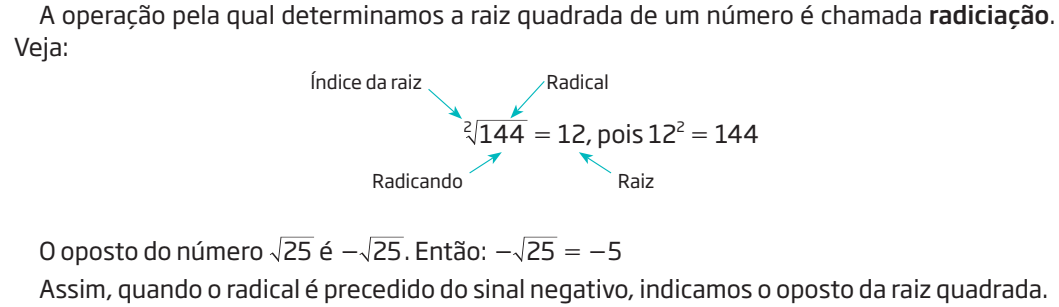 A operação pela qual determinamos a raiz quadrada de um número é chamada radiciação.
Veja:
Índice da raiz Radical
²√144 = 12, pois 12² = 144
Radicando Raiz
O oposto do número √25 é −√25. Então: −√25 = −5
Assim, quando o radical é precedido do sinal negativo, indicamos o oposto da raiz quadrada.